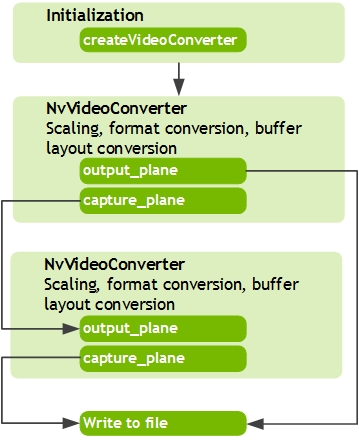 Initialization
createVideoConverter
NvVideoConverter
Scaling, format conversion, buffer
layout conversion
output_plane
capture_plane
NvVideoConverter
Scaling, format conversion, buffer
layout conversion
output_plane
capture_plane
Write to file